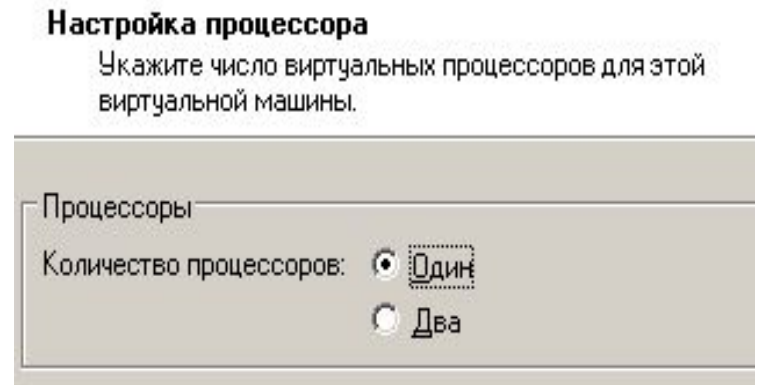 Настройка процессора
Укажите число виртуальных процессоров для этой
виртуальной машины.
Процессоры
Количество процессоров: Один
Два